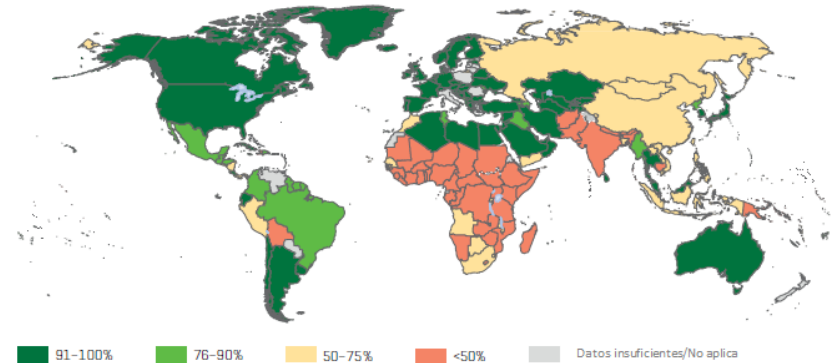 91–100%
76–90%
50–75%
<50%
Datos insuficientes/No aplica